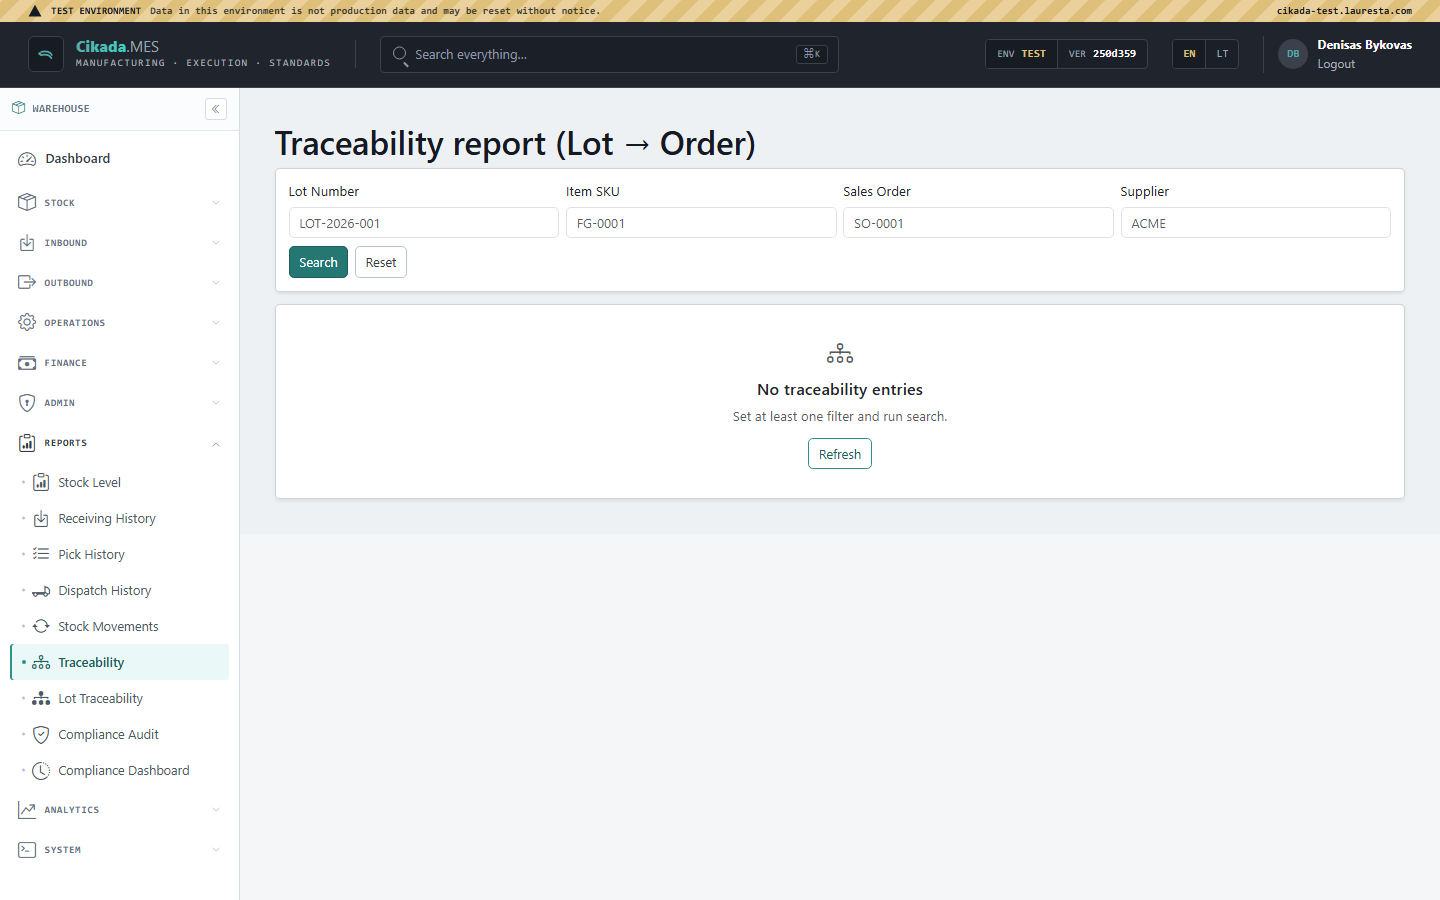 TEST ENVIRONMENT Data in this environment is not production data and may be reset without notice.
cikada-test.lauresta.com
Cikada.MES
MANUFACTURING · EXECUTION · STANDARDS
Search everything...
⌘K
ENV TEST
VER 250d359
EN
LT
DB
Denisas Bykovas
Logout
WAREHOUSE
Dashboard
STOCK
INBOUND
OUTBOUND
OPERATIONS
FINANCE
ADMIN
REPORTS
Stock Level
Receiving History
Pick History
Dispatch History
Stock Movements
Traceability
Lot Traceability
Compliance Audit
Compliance Dashboard
ANALYTICS
SYSTEM
Traceability report (Lot → Order)
Lot Number
Item SKU
Sales Order
Supplier
LOT-2026-001
FG-0001
SO-0001
ACME
Search
Reset
No traceability entries
Set at least one filter and run search.
Refresh